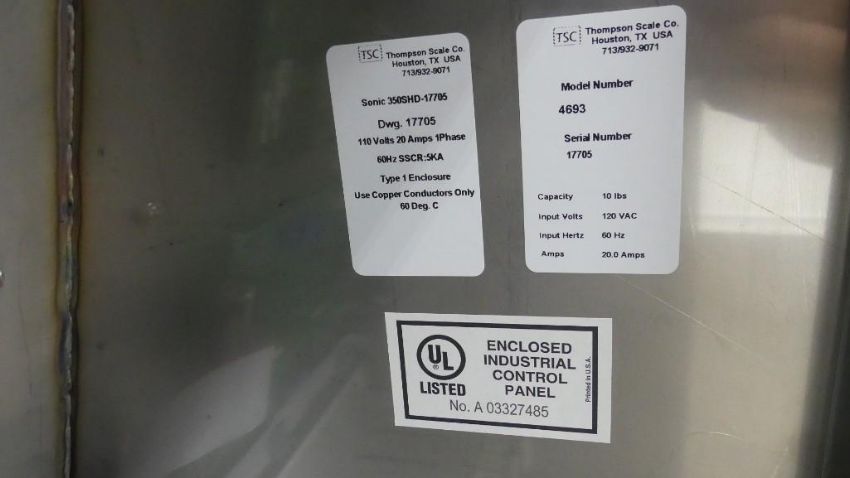 TSC Thompson Scale Co.
Houston, TX USA
713/932-9071
Sonic 350SHD-17705
Dwg. 17705
110 Volts 20 Amps 1Phase
60Hz SSCR:5KA
Type 1 Enclosure
Use Copper Conductors Only
60 Deg. C
TSC Thompson Scale Co.
Houston, TX USA
713/932-9071
Model Number
4693
Serial Number
17705
Capacity 10 lbs
Input Volts 120 VAC
Input Hertz 60 Hz
Amps 20.0 Amps
UL
®
LISTED
ENCLOSED
INDUSTRIAL
CONTROL
PANEL
No. A 03327485
Printed in U.S.A.